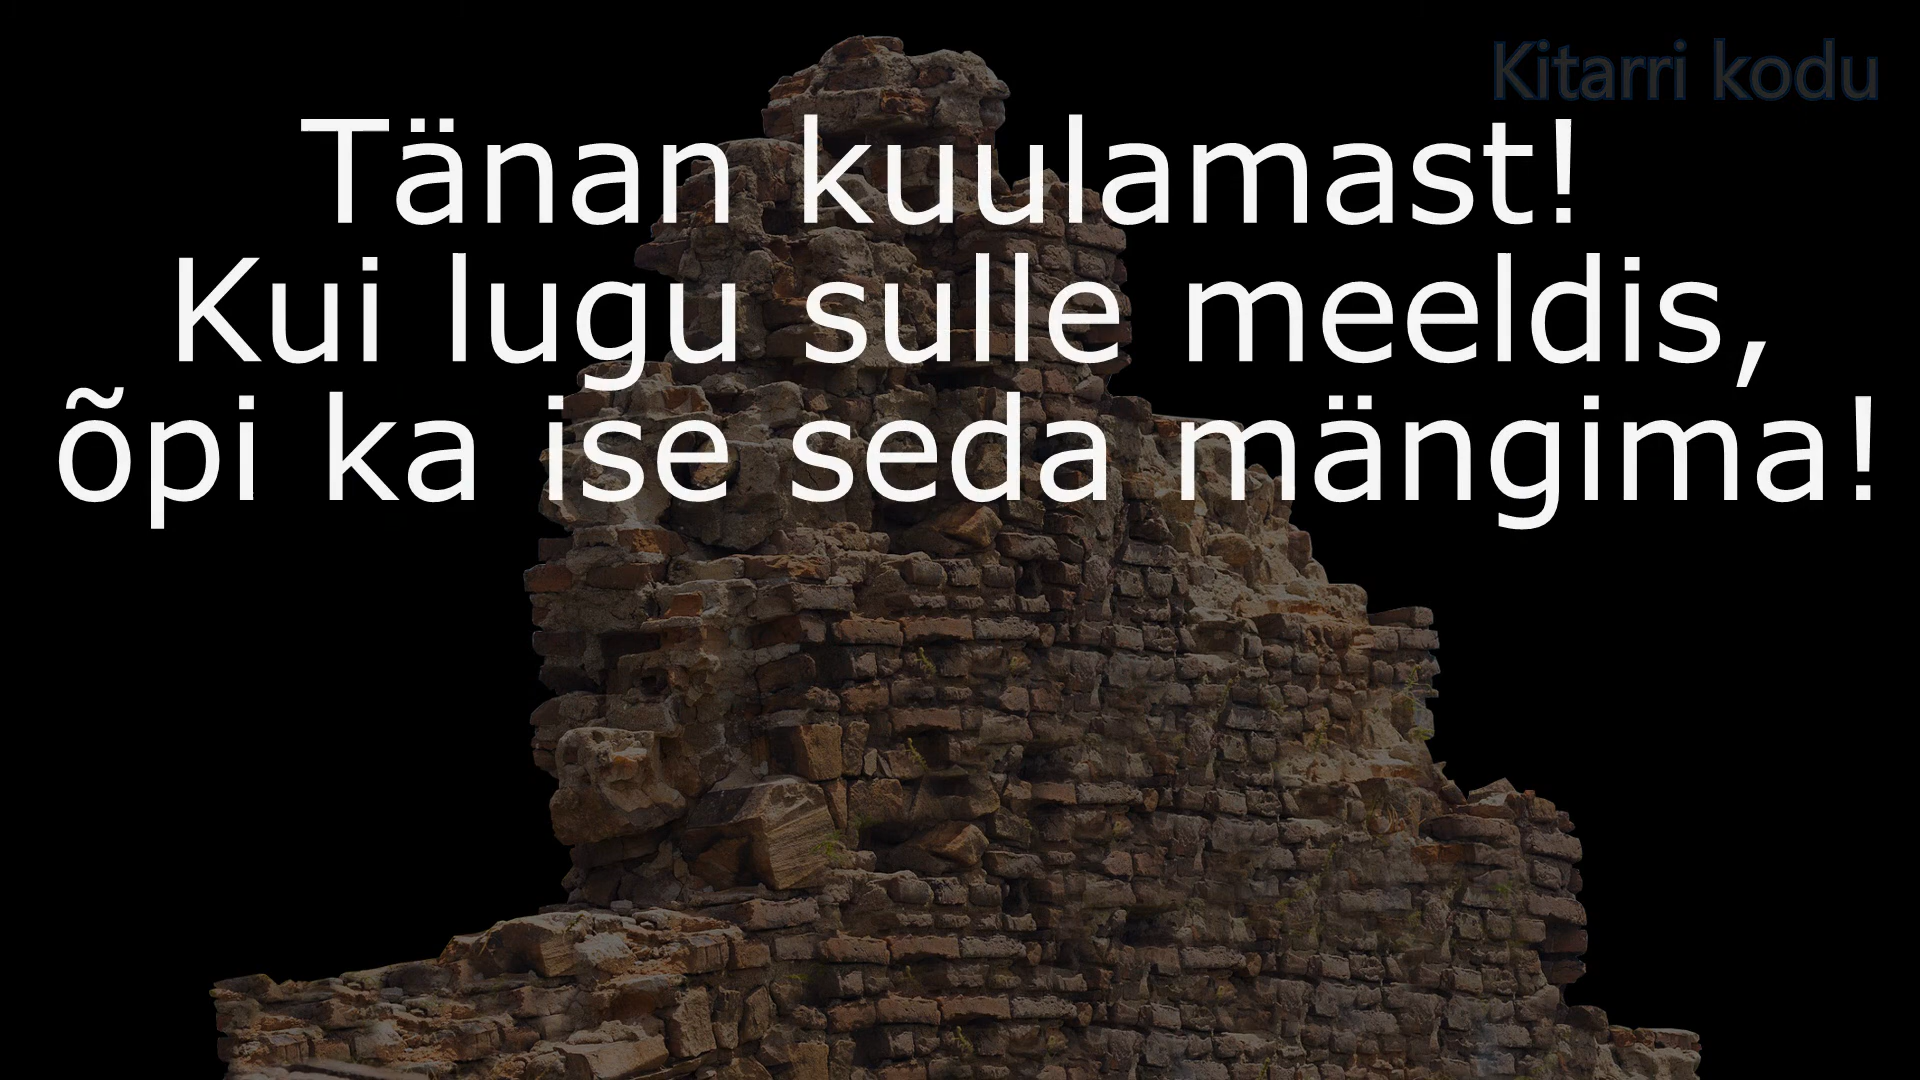 Kitarri kodu
Tänan kuulamast!
Kui lugu sulle meeldis,
õpi ka ise seda mängima!